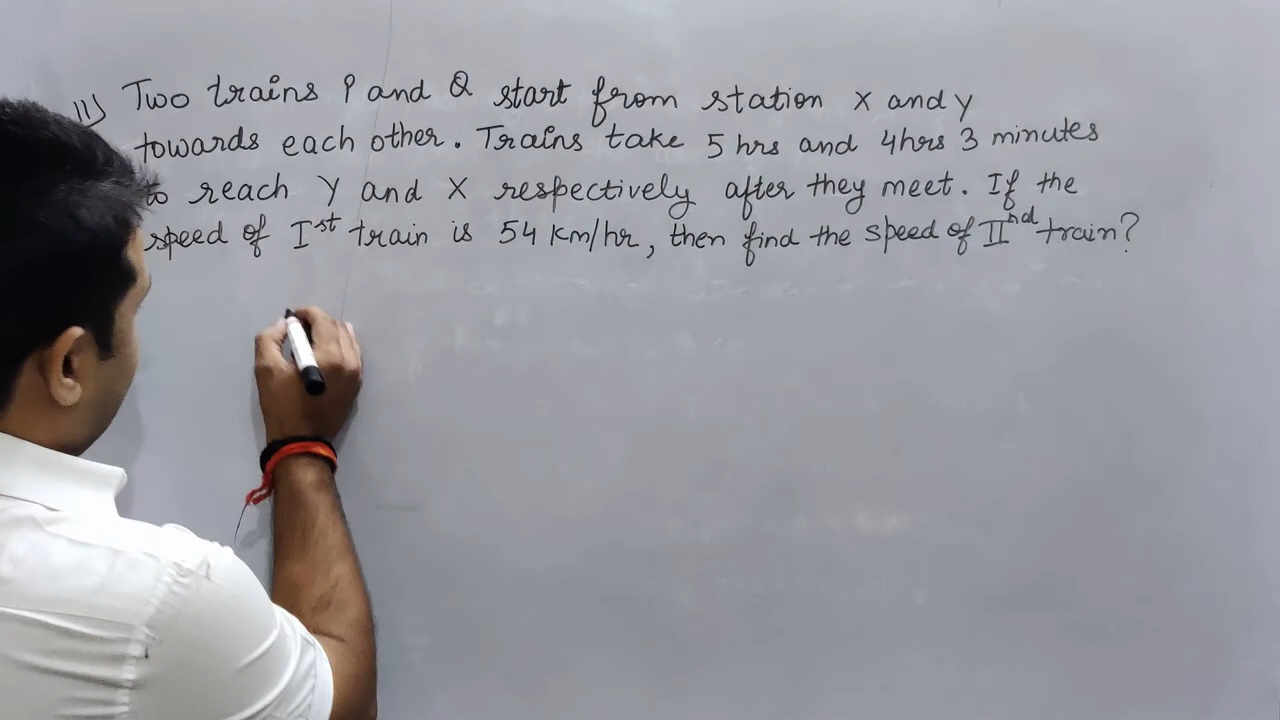 11) Two trains P and Q start from station X and Y
towards each other. Trains take 5 hrs and 4hrs 3 minutes
to reach Y and X respectively after they meet. If the
speed of Ist train is 54 km/hr, then find the speed of IInd train?